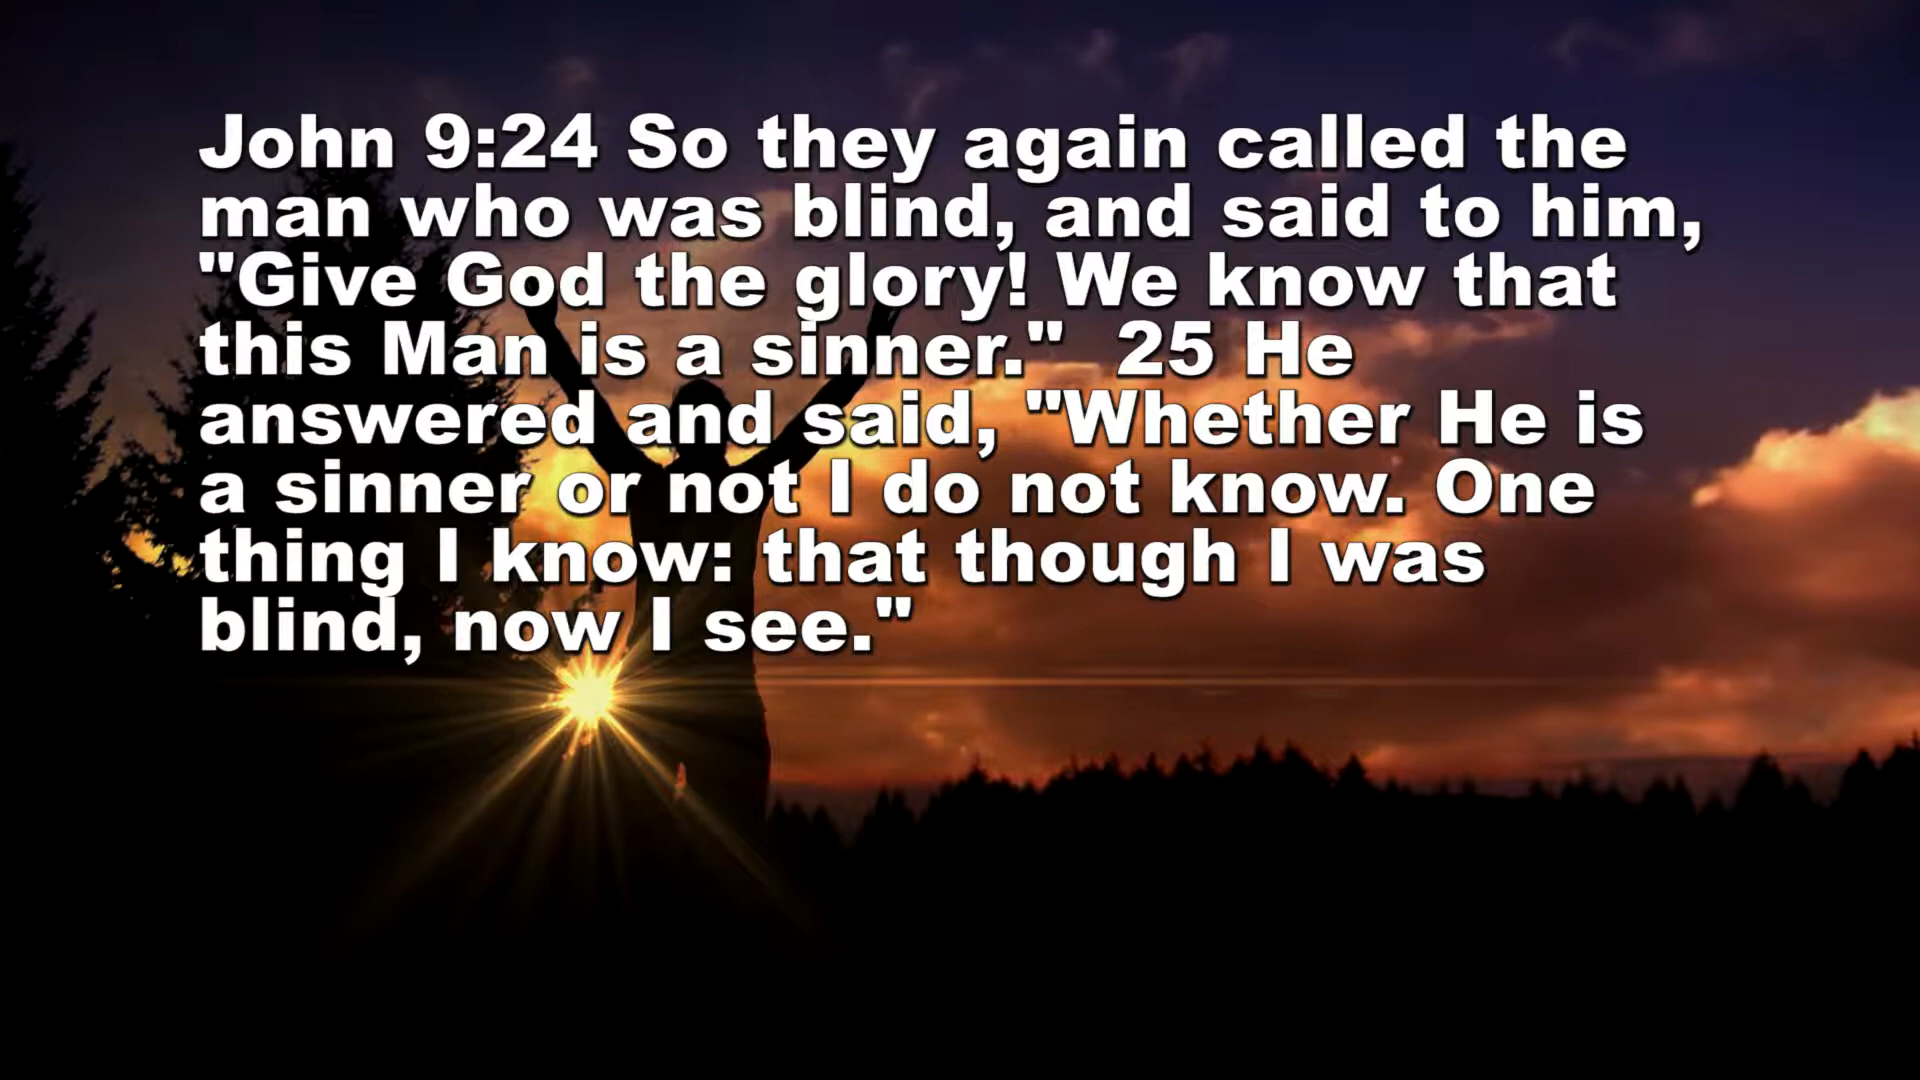 John 9:24 So they again called the
man who was blind, and said to him,
"Give God the glory! We know that
this Man is a sinner."  25 He
answered and said, "Whether He is
a sinner or not I do not know. One
thing I know: that though I was
blind, now I see."